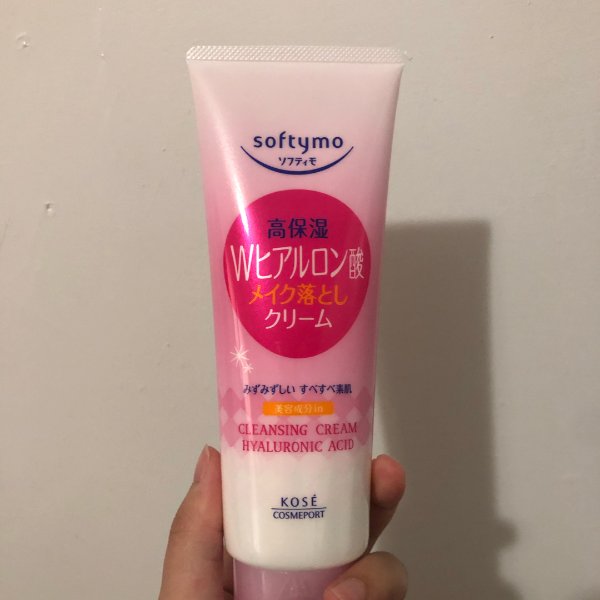 softymo
ソフティモ
高保湿
Wヒアルロン酸
メイク落とし
クリーム
みずみずしい すべすべ素肌
美容成分in
CLEANSING CREAM
HYALURONIC ACID
KOSÉ
COSMEPORT